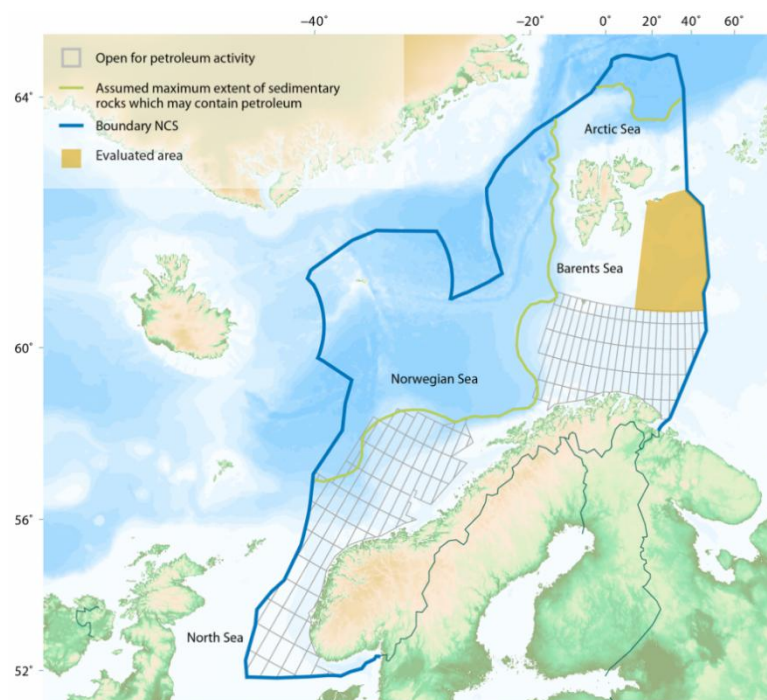 −40° −20° 0° 20° 40° 60°
Open for petroleum activity
Assumed maximum extent of sedimentary
rocks which may contain petroleum
Boundary NCS
Evaluated area
64°
Arctic Sea
Barents Sea
60°
Norwegian Sea
56°
North Sea
52°